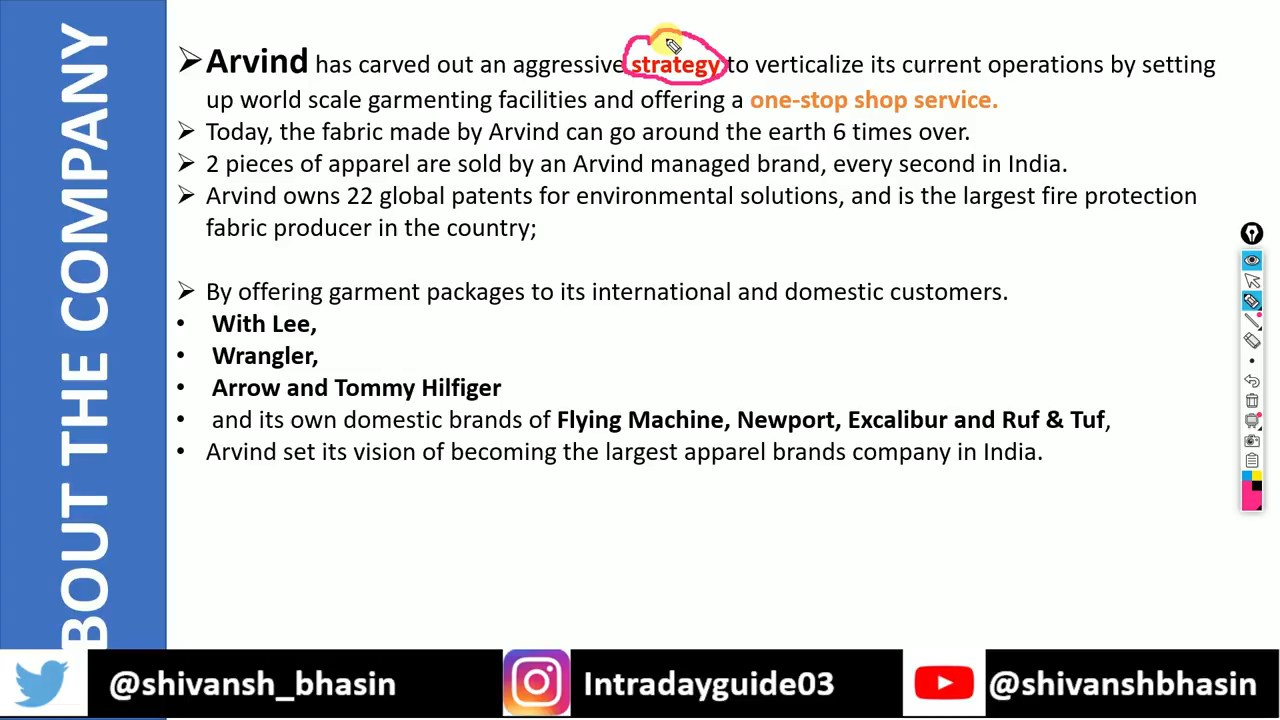 BOUT THE COMPANY
Arvind has carved out an aggressive strategy to verticalize its current operations by setting
up world scale garmenting facilities and offering a one-stop shop service.
Today, the fabric made by Arvind can go around the earth 6 times over.
2 pieces of apparel are sold by an Arvind managed brand, every second in India.
Arvind owns 22 global patents for environmental solutions, and is the largest fire protection
fabric producer in the country;
By offering garment packages to its international and domestic customers.
With Lee,
Wrangler,
Arrow and Tommy Hilfiger
and its own domestic brands of Flying Machine, Newport, Excalibur and Ruf & Tuf,
Arvind set its vision of becoming the largest apparel brands company in India.
@shivansh_bhasin Intradayguide03 @shivanshbhasin